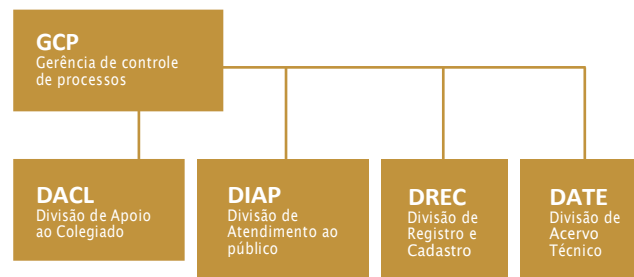 GCP
Gerência de controle
de processos
DACL
Divisão de Apoio
ao Colegiado
DIAP
Divisão de
Atendimento ao
público
DREC
Divisão de
Registro e
Cadastro
DATE
Divisão de
Acervo
Técnico